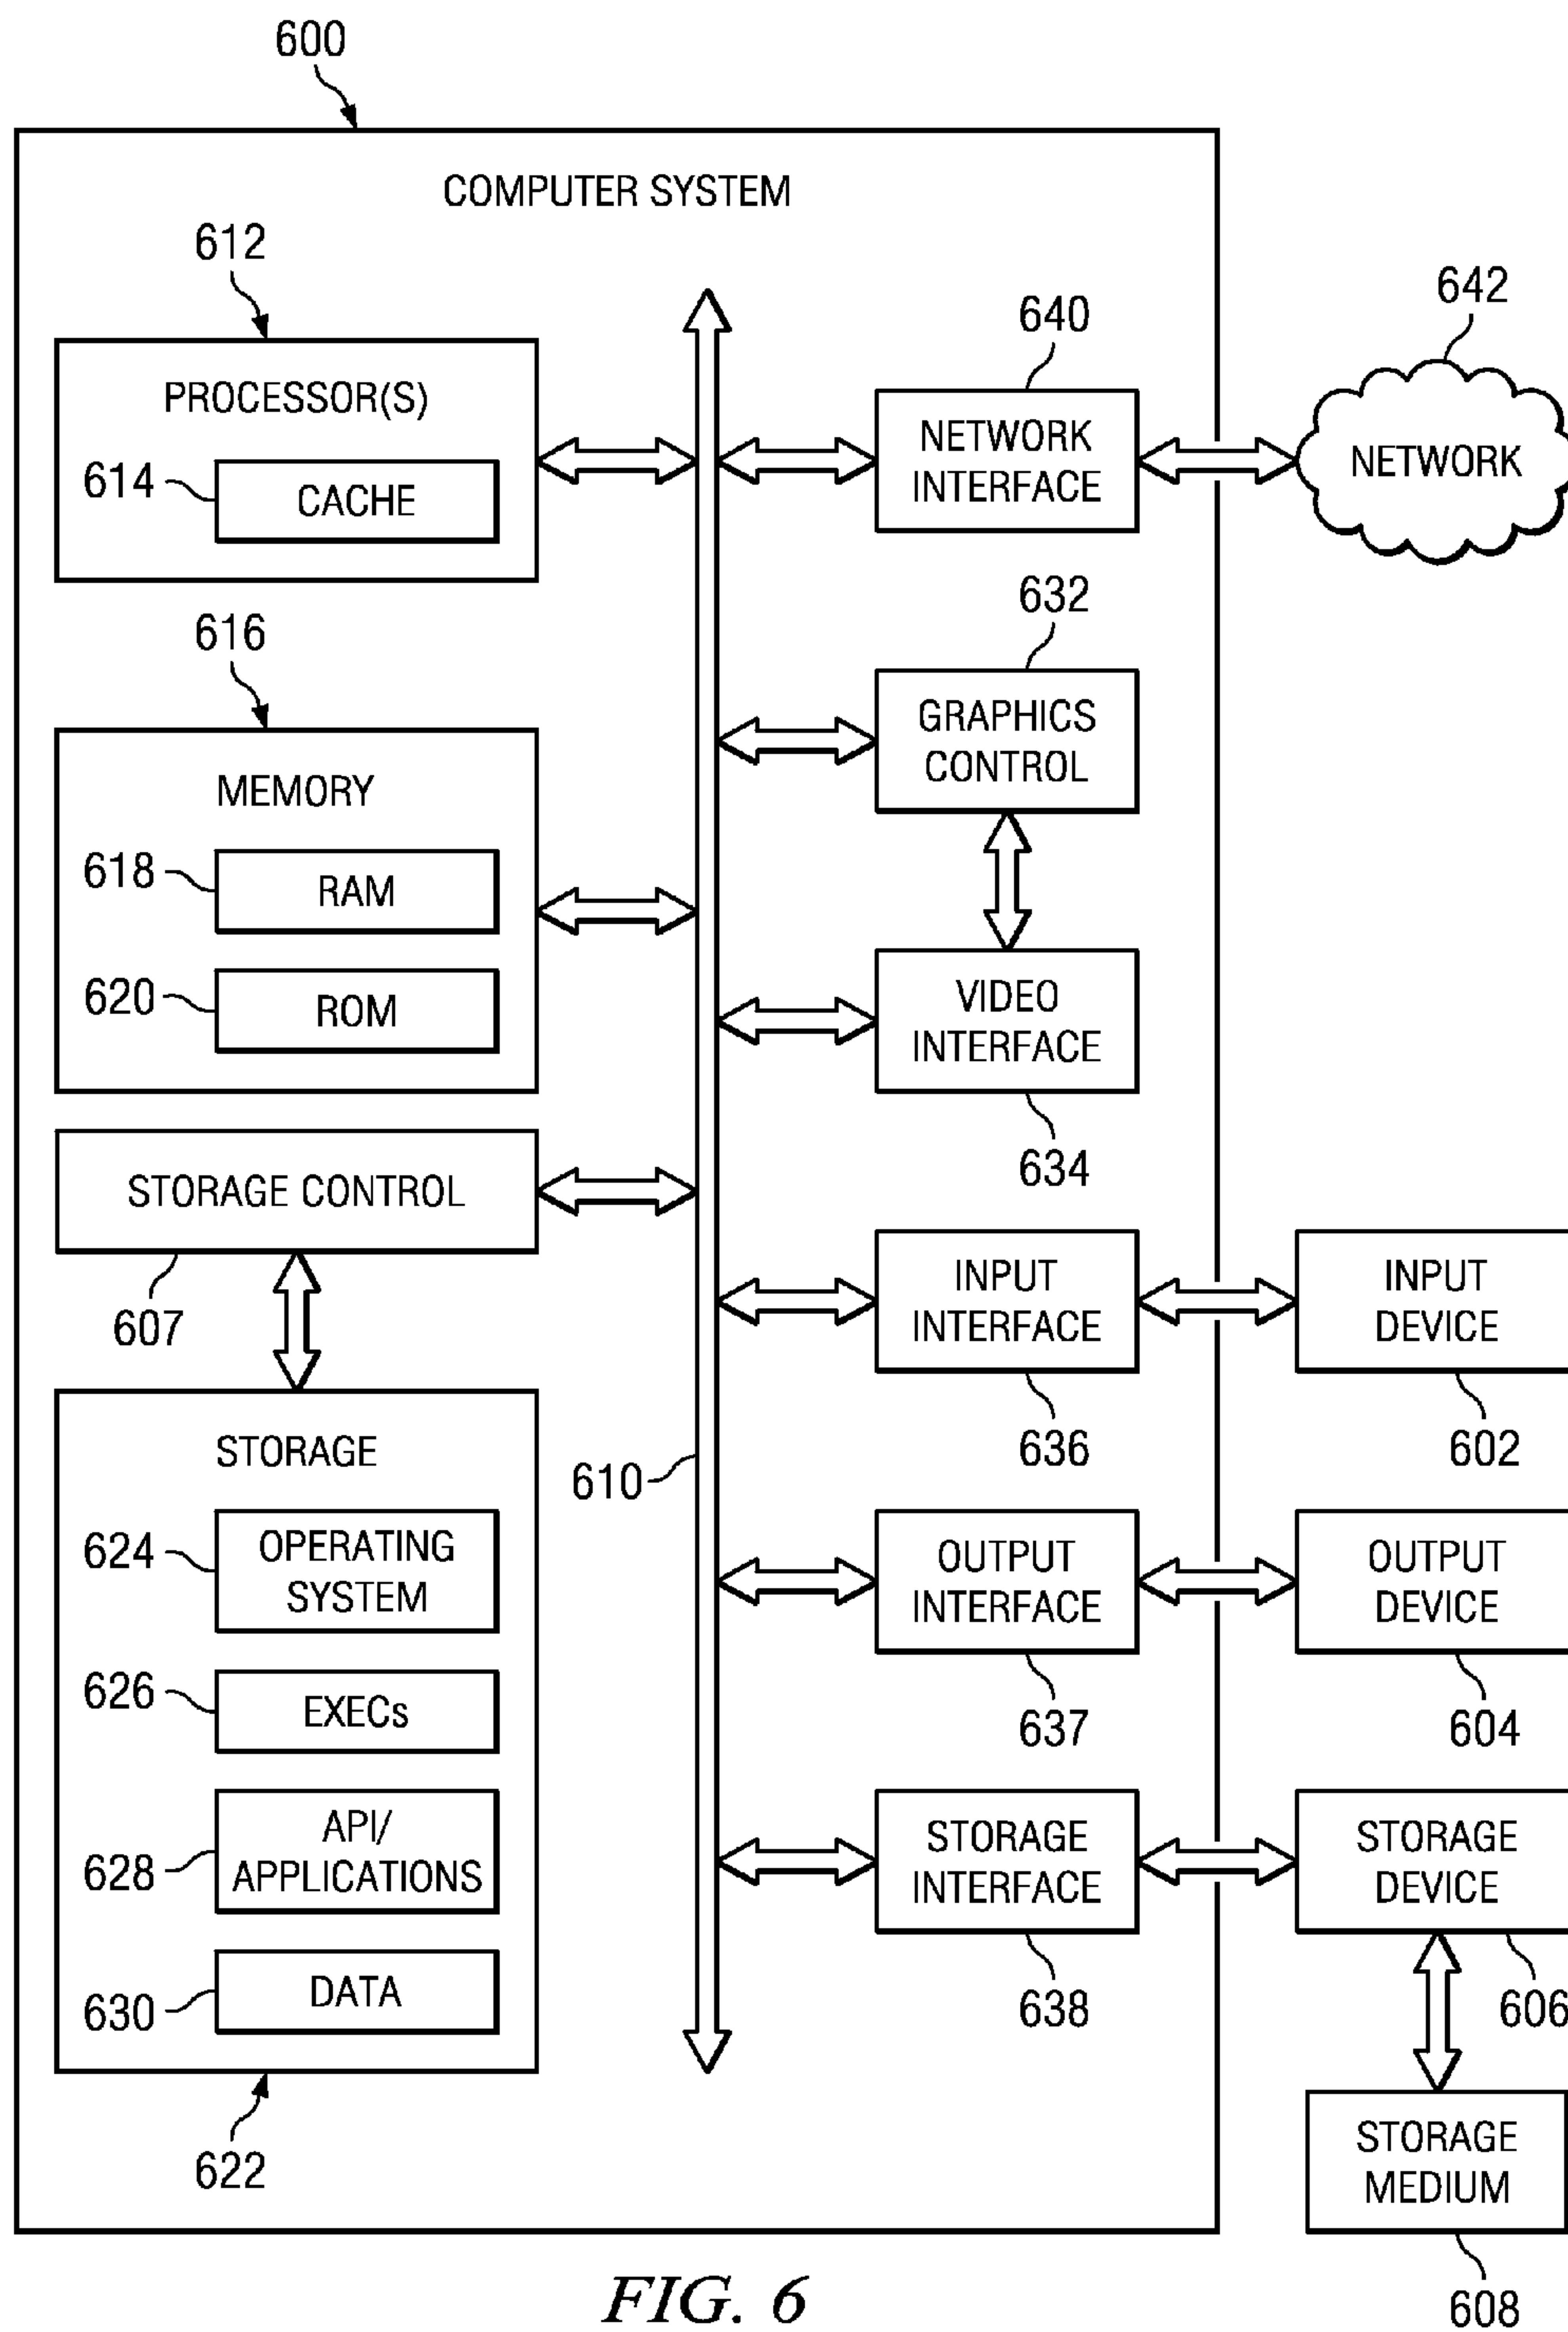 600
COMPUTER SYSTEM
612
PROCESSOR(S)
614
CACHE
616
MEMORY
618
RAM
620
ROM
STORAGE CONTROL
607
STORAGE
624
OPERATING
SYSTEM
626
EXECs
628
API/
APPLICATIONS
630
DATA
622
610
640
NETWORK
INTERFACE
642
NETWORK
632
GRAPHICS
CONTROL
VIDEO
INTERFACE
634
INPUT
INTERFACE
636
INPUT
DEVICE
602
OUTPUT
INTERFACE
637
OUTPUT
DEVICE
604
STORAGE
INTERFACE
638
STORAGE
DEVICE
606
STORAGE
MEDIUM
608
FIG. 6